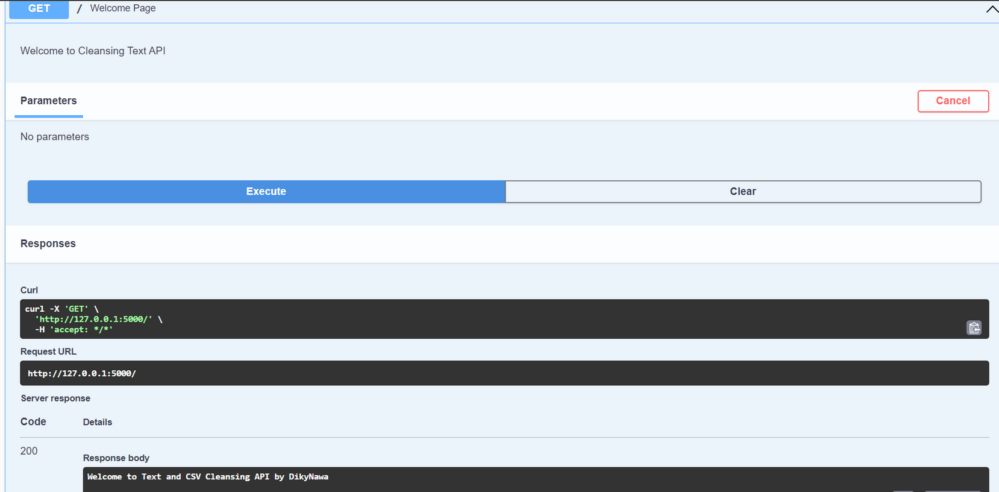 GET / Welcome Page
Welcome to Cleansing Text API
Parameters
Cancel
No parameters
Execute
Clear
Responses
Curl
curl -X 'GET' \
'http://127.0.0.1:5000/' \
-H 'accept: */*'
Request URL
http://127.0.0.1:5000/
Server response
Code Details
200
Response body
Welcome to Text and CSV Cleansing API by DikyNawa